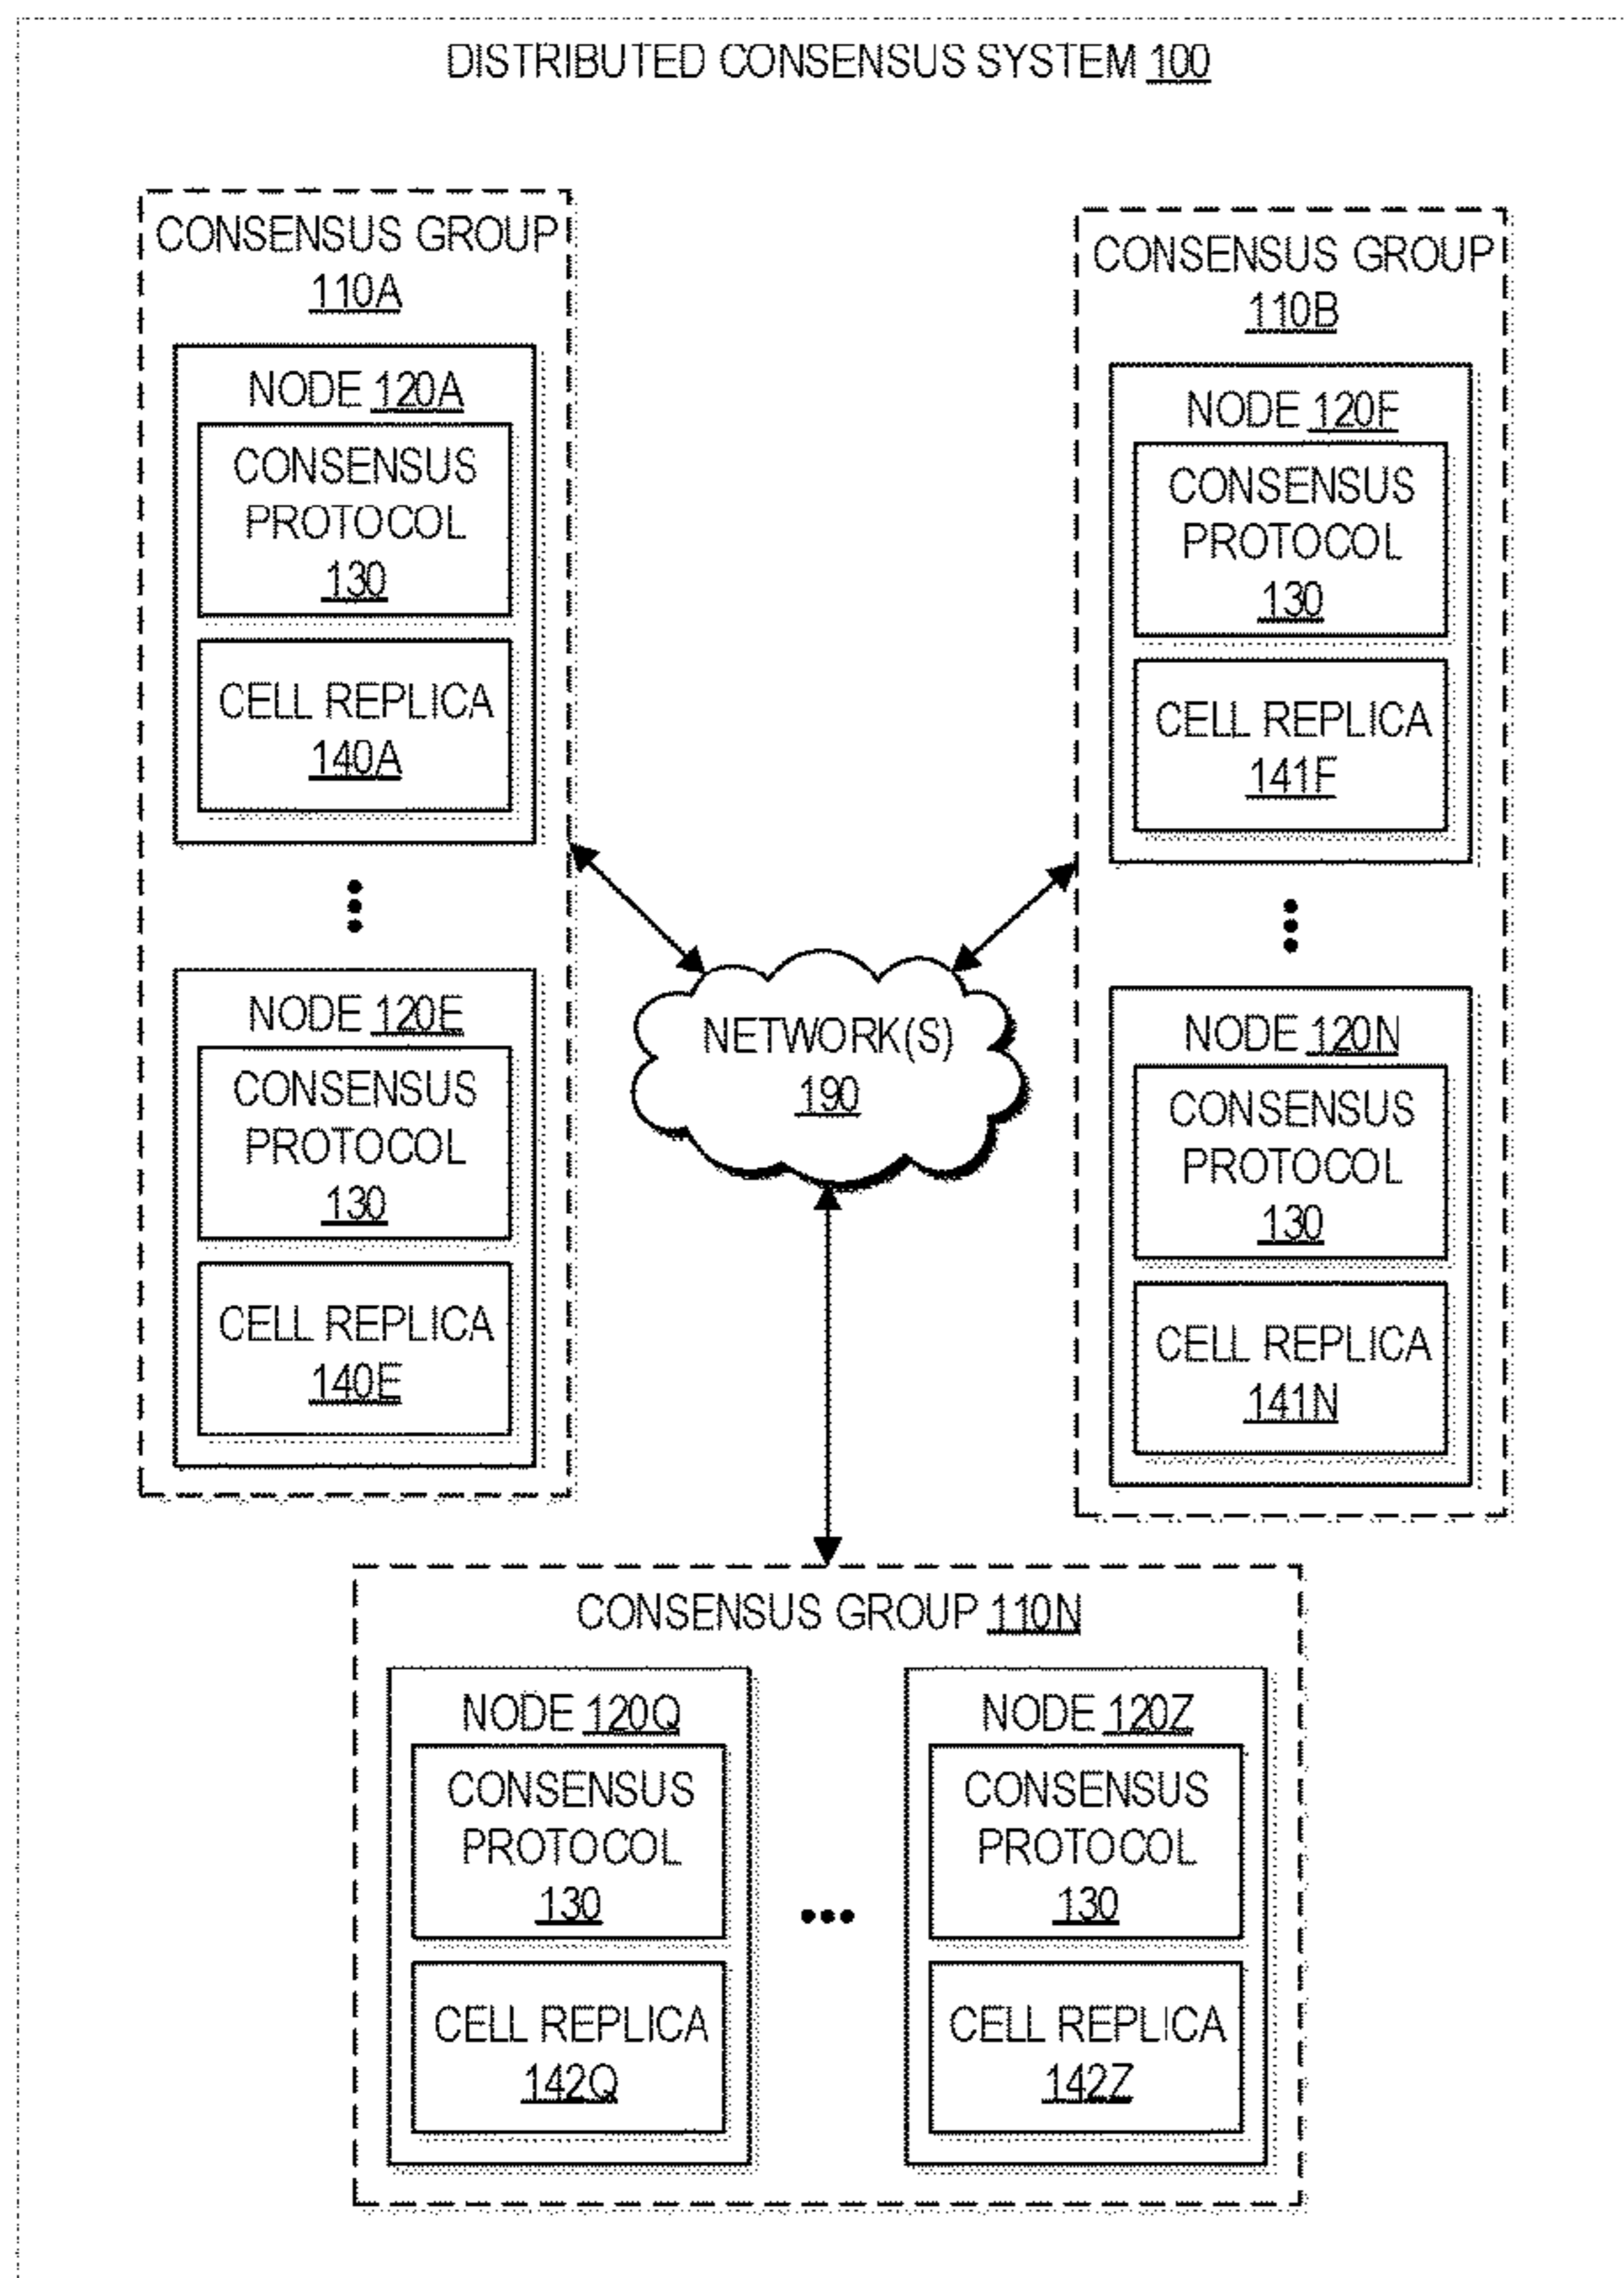 DISTRIBUTED CONSENSUS SYSTEM 100
CONSENSUS GROUP
110A
NODE 120A
CONSENSUS
PROTOCOL
130
CELL REPLICA
140A
NODE 120E
CONSENSUS
PROTOCOL
130
CELL REPLICA
140E
CONSENSUS GROUP
110B
NODE 120F
CONSENSUS
PROTOCOL
130
CELL REPLICA
141F
NODE 120N
CONSENSUS
PROTOCOL
130
CELL REPLICA
141N
NETWORK(S)
190
CONSENSUS GROUP 110N
NODE 120Q
CONSENSUS
PROTOCOL
130
CELL REPLICA
142Q
NODE 120Z
CONSENSUS
PROTOCOL
130
CELL REPLICA
142Z